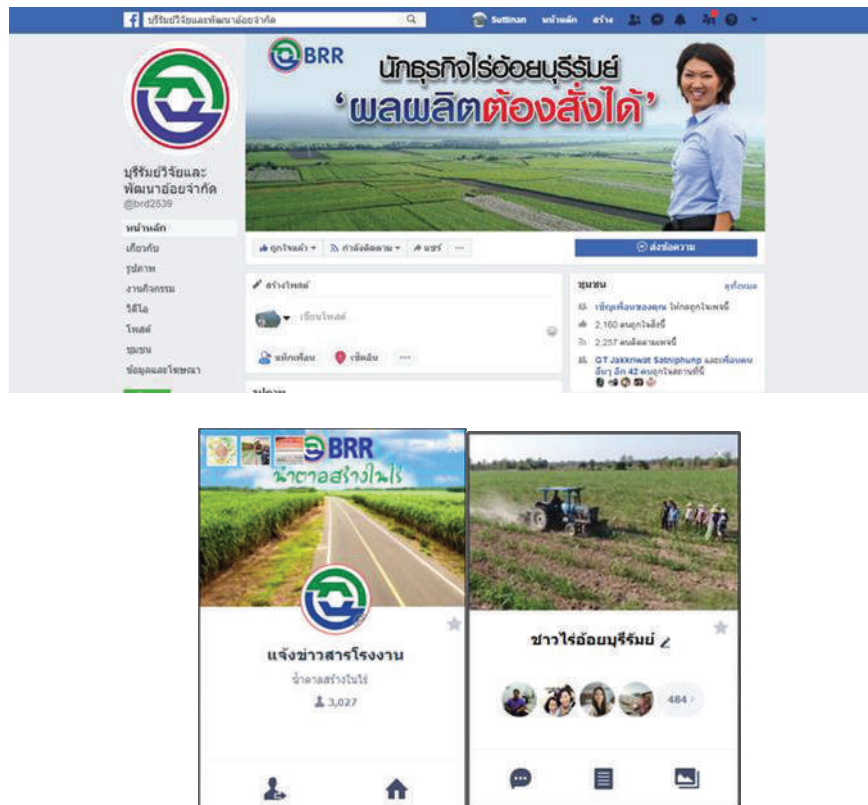 บุรีรัมย์วิจัยและพัฒนาอ้อยจำกัด
Suttinan หน้าหลัก สร้าง
BRR
นักธุรกิจไร่อ้อยบุรีรัมย์
‘ผลผลิตต้องสั่งได้’
บุรีรัมย์วิจัยและ
พัฒนาอ้อยจำกัด
@brd2539
หน้าหลัก
เกี่ยวกับ
รูปภาพ
งานกิจกรรม
วิดีโอ
โพสต์
ชุมชน
ข้อมูลและโฆษณา
ถูกใจแล้ว กำลังติดตาม แชร์ ...
ส่งข้อความ
สร้างโพสต์
เขียนโพสต์
แท็กเพื่อน เช็คอิน ...
รูปภาพ
ชุมชน ดูทั้งหมด
เชิญเพื่อนของคุณ ให้กดถูกใจเพจนี้
2,160 คนถูกใจสิ่งนี้
2,257 คนติดตามเพจนี้
GT Jakkriwat Satniphunp และเพื่อนคน
อื่นๆ อีก 42 คนถูกใจสถานที่นี้
BRR
น้ำตาลสร้างในไร่
แจ้งข่าวสารโรงงาน
น้ำตาลสร้างในไร่
3,027
ชาวไร่อ้อยบุรีรัมย์
484